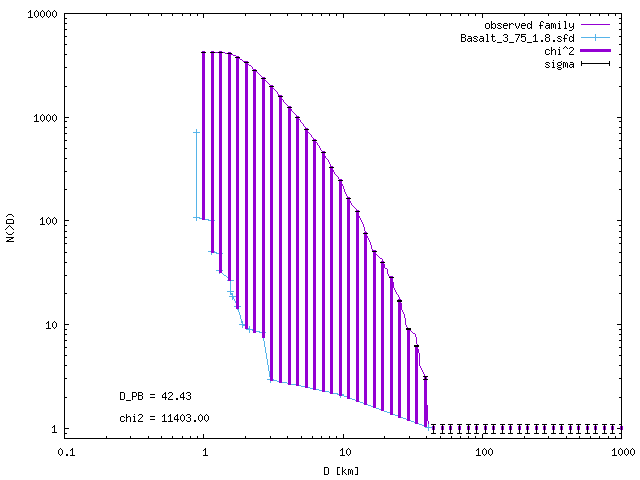 10000
observed family
Basalt_3_75_1.8.sfd
chi^2
sigma
1000
100
10
1
N(>D)
D_PB = 42.43
chi2 = 11403.00
0.1 1 10 100 1000
D [km]